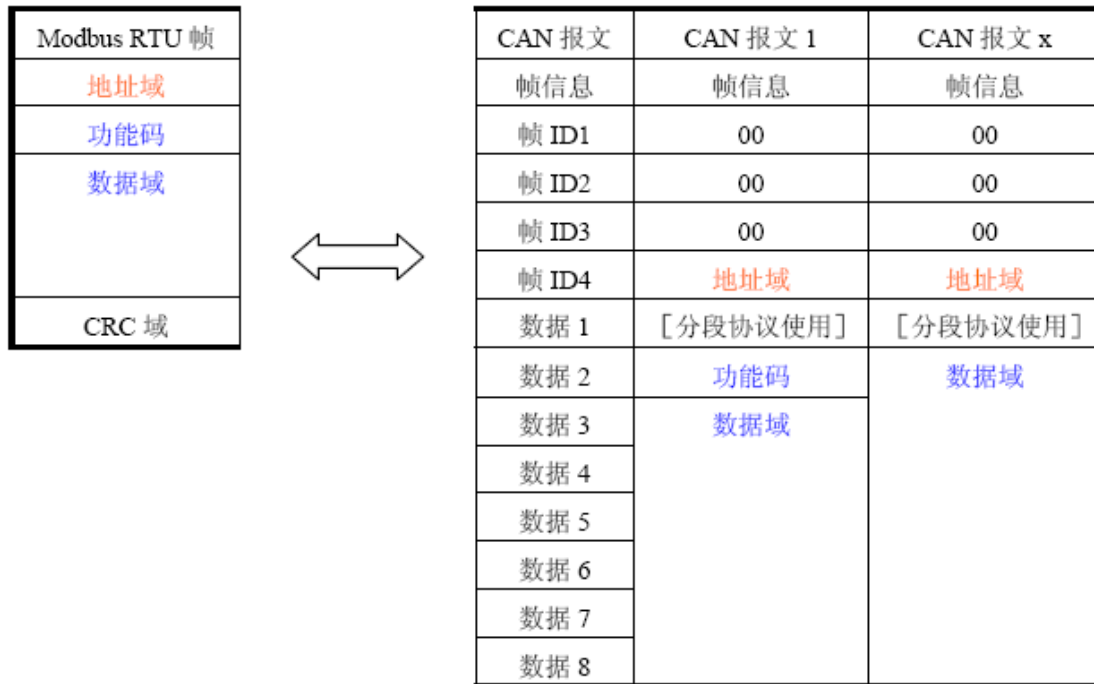 Modbus RTU 帧
地址域
功能码
数据域
CRC 域
CAN 报文 CAN 报文 1 CAN 报文 x
帧信息 帧信息 帧信息
帧 ID1 00 00
帧 ID2 00 00
帧 ID3 00 00
帧 ID4 地址域 地址域
数据 1 ［分段协议使用］ ［分段协议使用］
数据 2 功能码 数据域
数据 3 数据域
数据 4
数据 5
数据 6
数据 7
数据 8